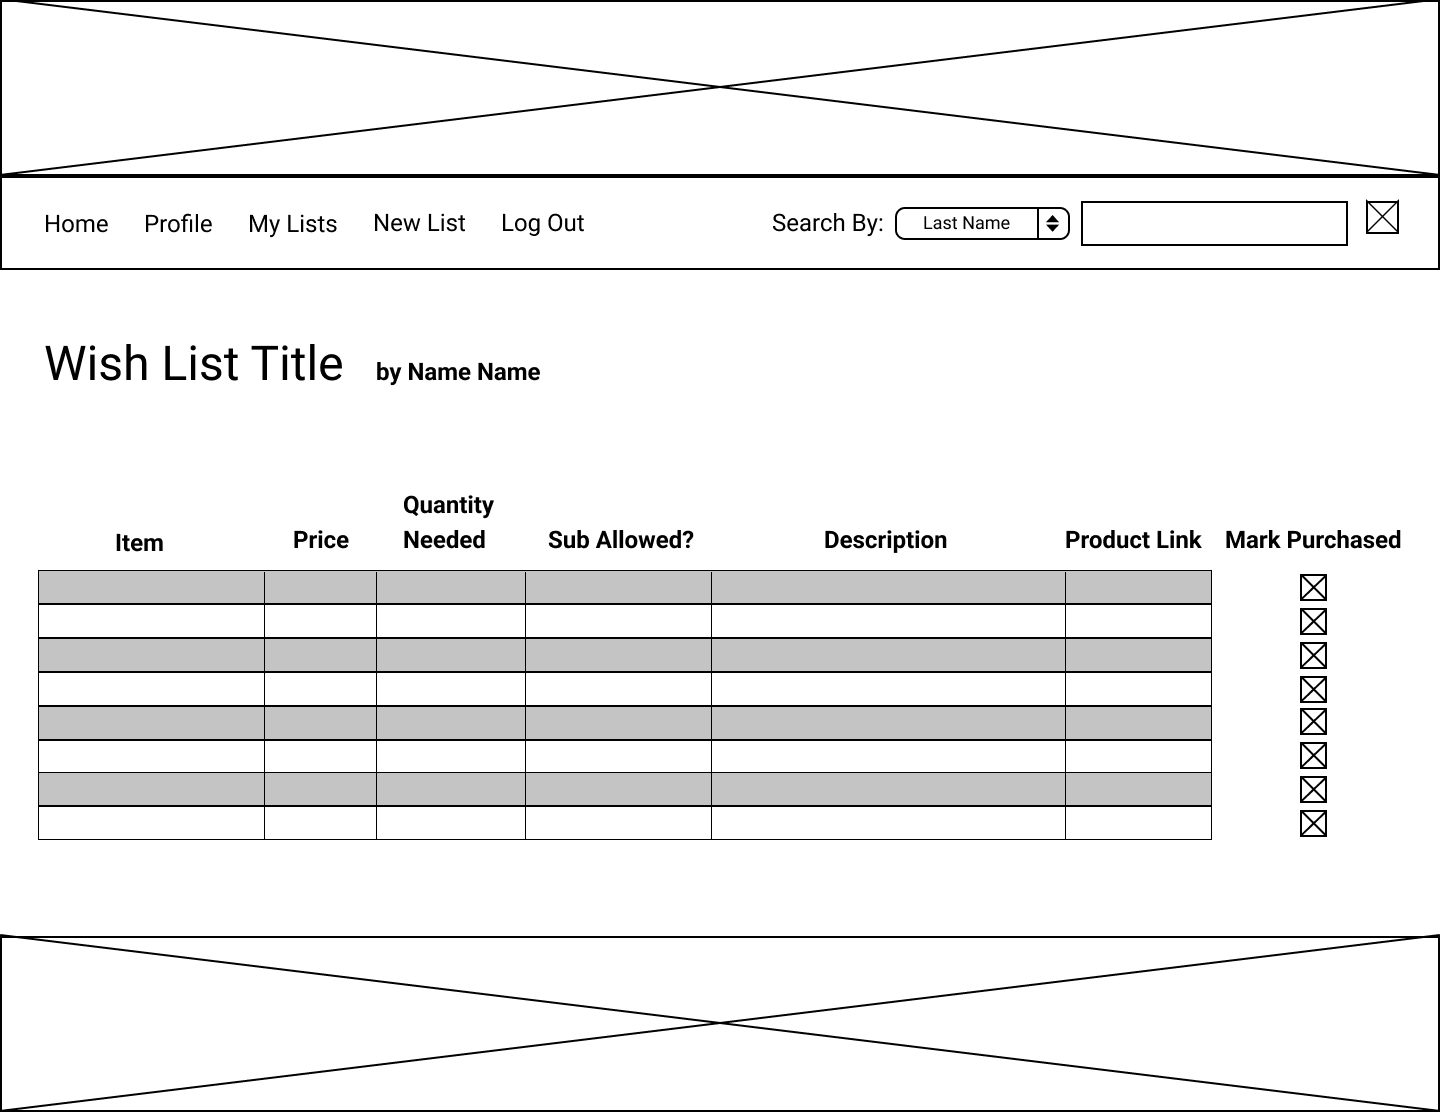 Home Profile My Lists New List Log Out Search By: Last Name
Wish List Title by Name Name
Item Price Quantity Needed Sub Allowed? Description Product Link Mark Purchased